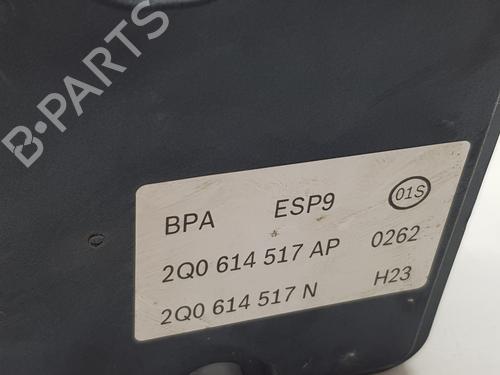 B-PARTS
BPA ESP9 01S
2Q0 614 517 AP 0262
2Q0 614 517 N H23